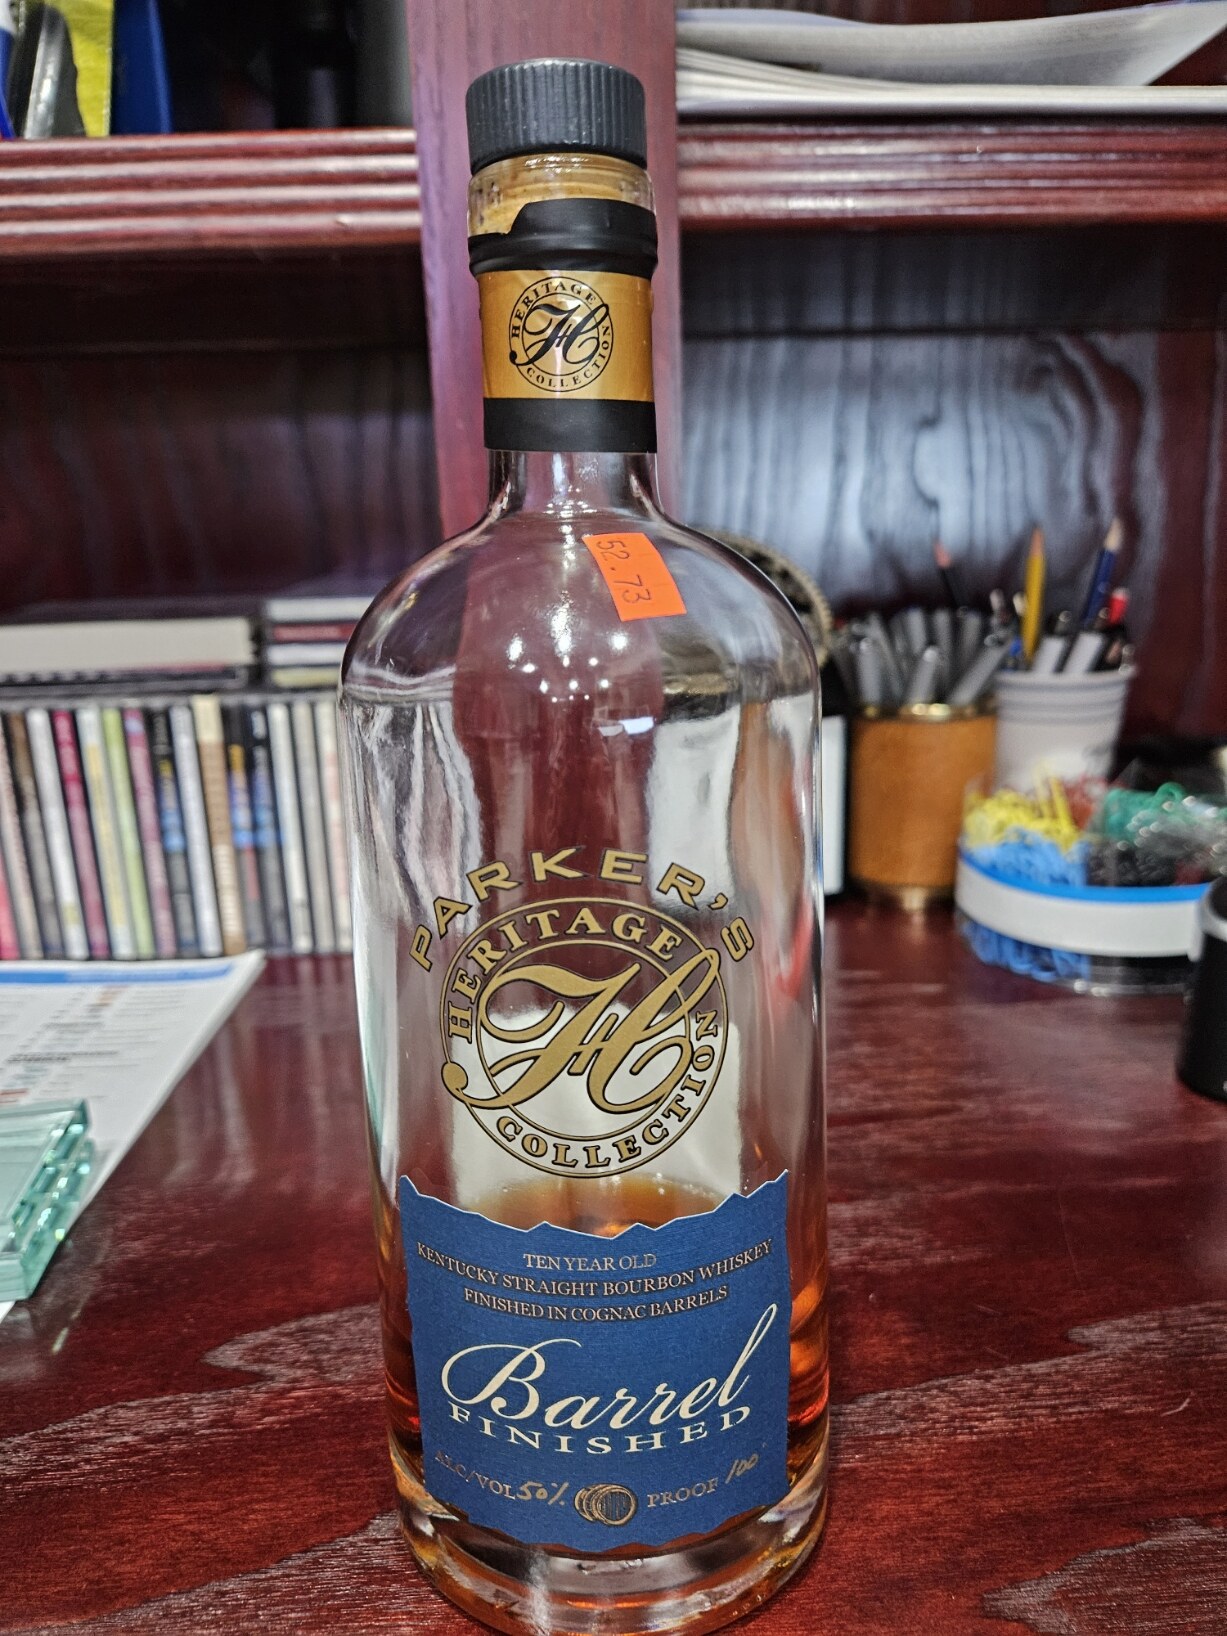 HERITAGE
H
COLLECTION
52.73
PARKER'S
HERITAGE
H
COLLECTION
TEN YEAR OLD
KENTUCKY STRAIGHT BOURBON WHISKEY
FINISHED IN COGNAC BARRELS
Barrel
FINISHED
ALC/VOL 50% PROOF 100